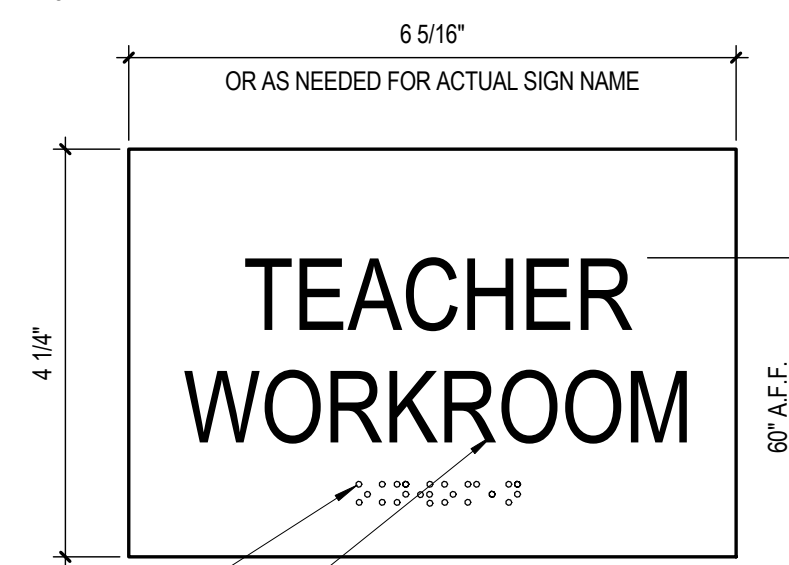 6 5/16"
OR AS NEEDED FOR ACTUAL SIGN NAME
4 1/4"
TEACHER
WORKROOM
60" A.F.F.